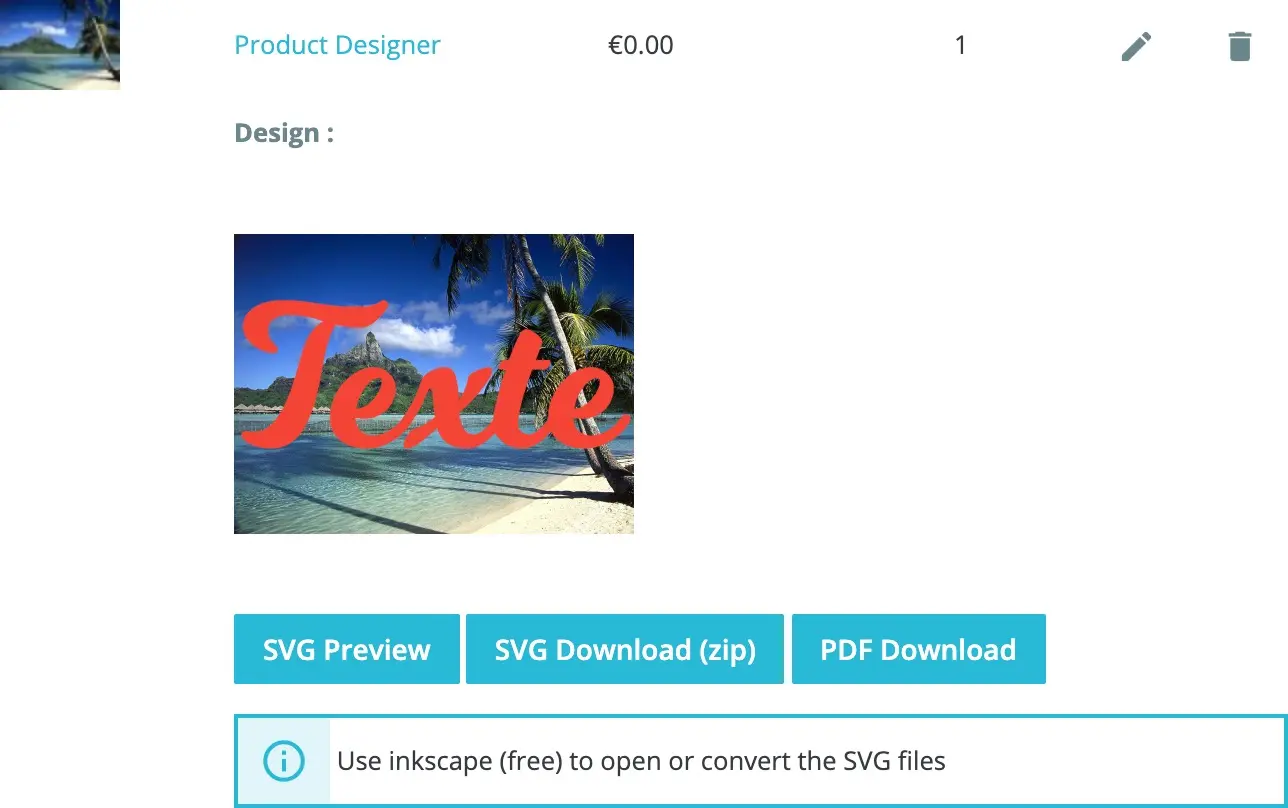 Product Designer €0.00 1
Design :
Texte
SVG Preview SVG Download (zip) PDF Download
Use inkscape (free) to open or convert the SVG files